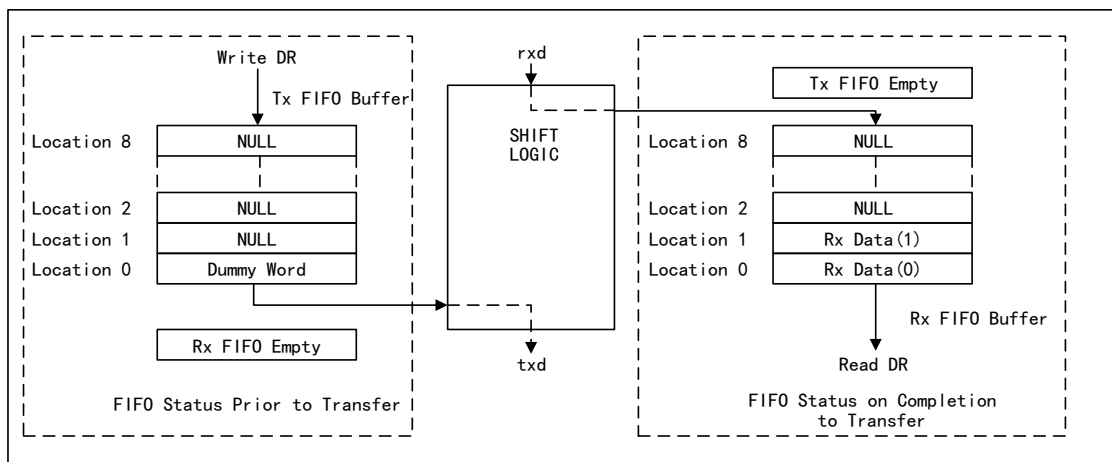 Write DR
Tx FIFO Buffer
Location 8
NULL
Location 2
NULL
Location 1
NULL
Location 0
Dummy Word
Rx FIFO Empty
FIFO Status Prior to Transfer
rxd
SHIFT
LOGIC
txd
Tx FIFO Empty
Location 8
NULL
Location 2
NULL
Location 1
Rx Data(1)
Location 0
Rx Data(0)
Rx FIFO Buffer
Read DR
FIFO Status on Completion
to Transfer